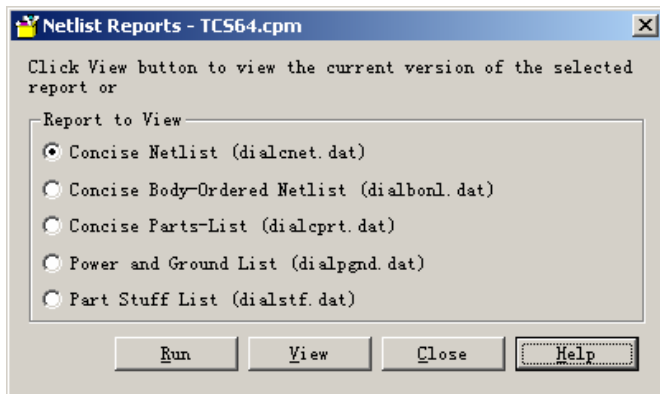 Netlist Reports - TCS64.cpm
Click View button to view the current version of the selected
report or
Report to View
Concise Netlist (dialcnet.dat)
Concise Body-Ordered Netlist (dialbonl.dat)
Concise Parts-List (dialcprt.dat)
Power and Ground List (dialpgnd.dat)
Part Stuff List (dialstf.dat)
Run View Close Help